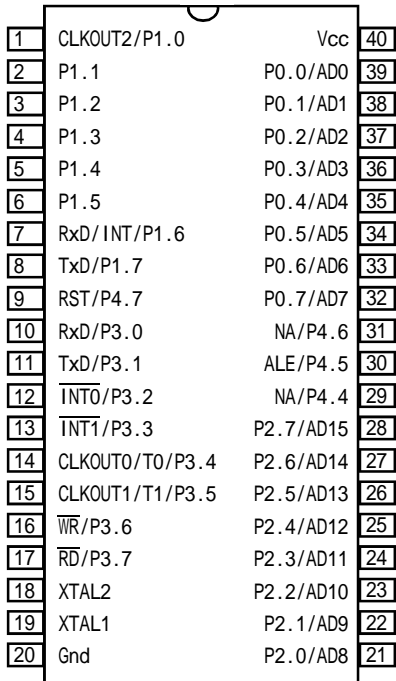 1 CLKOUT2/P1.0 Vcc 40
2 P1.1 P0.0/AD0 39
3 P1.2 P0.1/AD1 38
4 P1.3 P0.2/AD2 37
5 P1.4 P0.3/AD3 36
6 P1.5 P0.4/AD4 35
7 RxD/INT/P1.6 P0.5/AD5 34
8 TxD/P1.7 P0.6/AD6 33
9 RST/P4.7 P0.7/AD7 32
10 RxD/P3.0 NA/P4.6 31
11 TxD/P3.1 ALE/P4.5 30
12 I̅N̅T̅0̅/P3.2 NA/P4.4 29
13 I̅N̅T̅1̅/P3.3 P2.7/AD15 28
14 CLKOUT0/T0/P3.4 P2.6/AD14 27
15 CLKOUT1/T1/P3.5 P2.5/AD13 26
16 W̅R̅/P3.6 P2.4/AD12 25
17 R̅D̅/P3.7 P2.3/AD11 24
18 XTAL2 P2.2/AD10 23
19 XTAL1 P2.1/AD9 22
20 Gnd P2.0/AD8 21